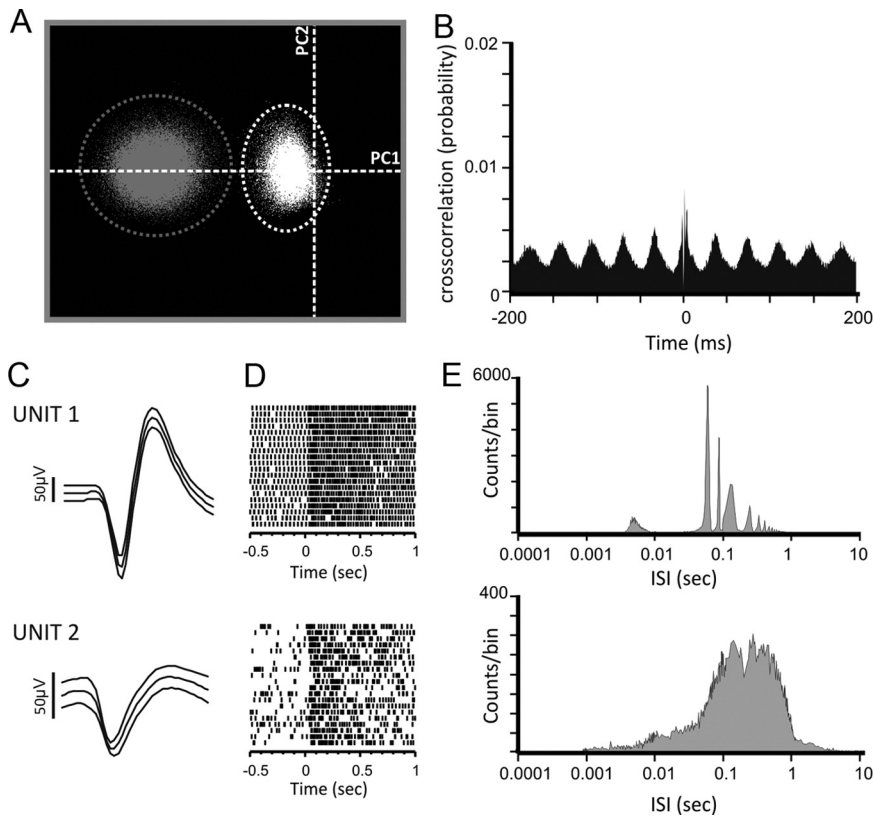 A
PC2
PC1
B
crosscorrelation (probability)
0.02
0.01
0
-200
0
200
Time (ms)
C
UNIT 1
50μV
UNIT 2
50μV
D
-0.5
0
0.5
1
Time (sec)
-0.5
0
0.5
1
Time (sec)
E
6000
Counts/bin
0.0001
0.001
0.01
0.1
1
10
ISI (sec)
400
Counts/bin
0.0001
0.001
0.01
0.1
1
10
ISI (sec)